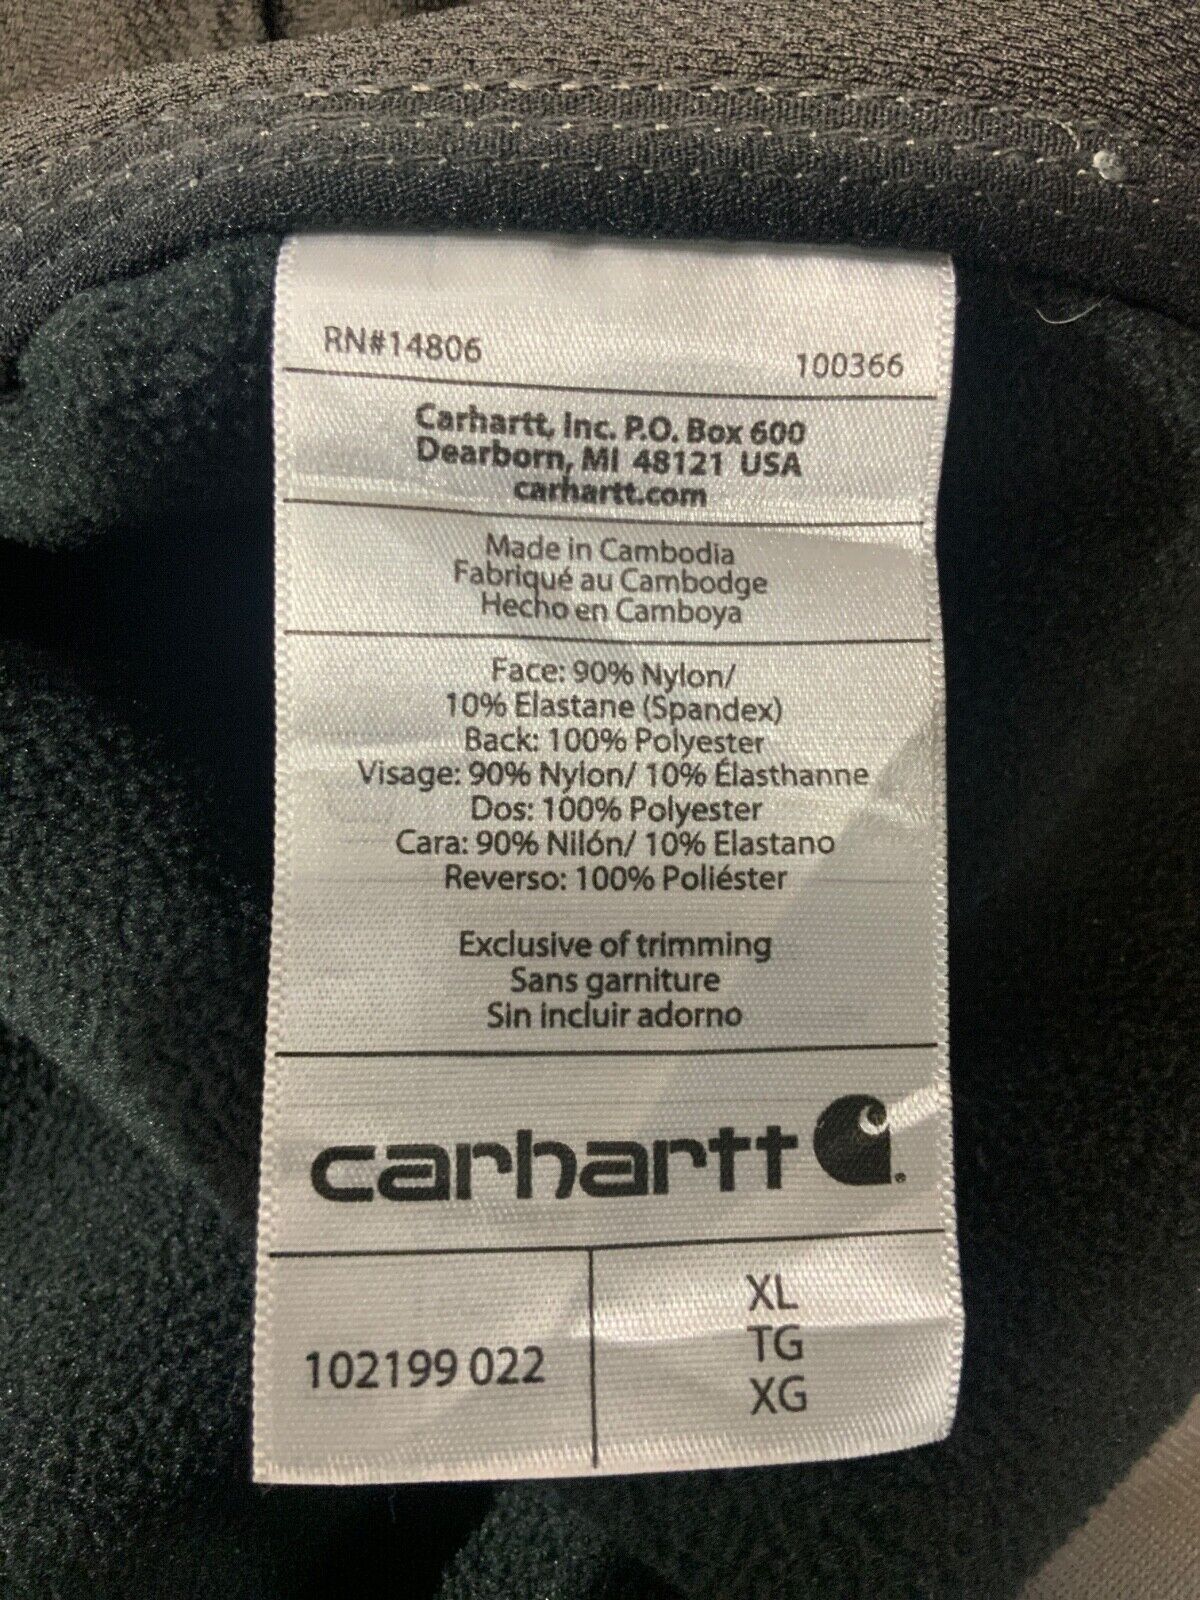 RN#14806 100366
Carhartt, Inc. P.O. Box 600
Dearborn, MI 48121 USA
carhartt.com
Made in Cambodia
Fabriqué au Cambodge
Hecho en Camboya
Face: 90% Nylon/
10% Elastane (Spandex)
Back: 100% Polyester
Visage: 90% Nylon/ 10% Élasthanne
Dos: 100% Polyester
Cara: 90% Nilón/ 10% Elastano
Reverso: 100% Poliéster
Exclusive of trimming
Sans garniture
Sin incluir adorno
carhartt
102199 022
XL
TG
XG